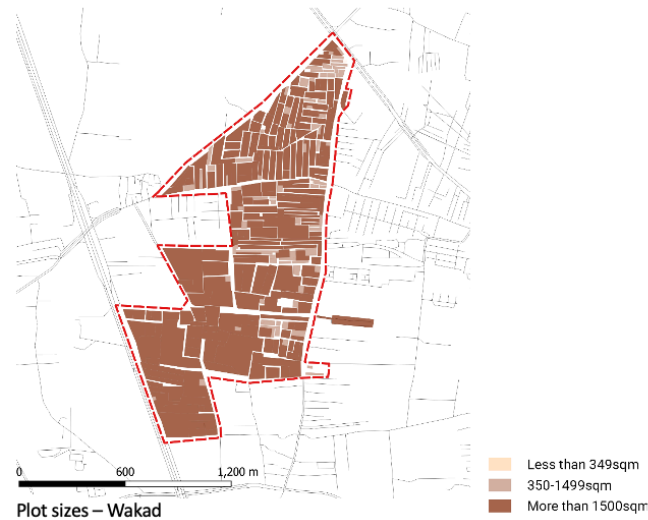 0 600 1,200 m
Plot sizes – Wakad
Less than 349sqm
350-1499sqm
More than 1500sqm